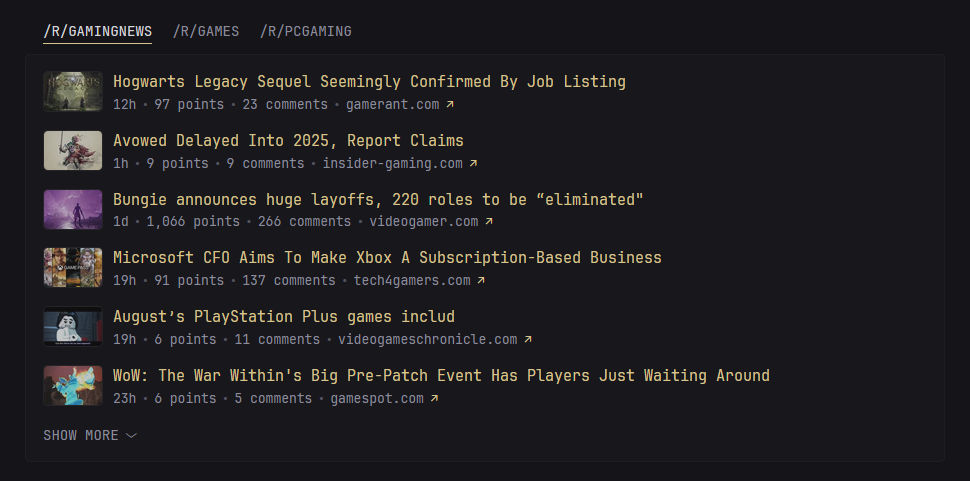 /R/GAMINGNEWS /R/GAMES /R/PCGAMING
Hogwarts Legacy Sequel Seemingly Confirmed By Job Listing
12h • 97 points • 23 comments • gamerant.com ↗
Avowed Delayed Into 2025, Report Claims
1h • 9 points • 9 comments • insider-gaming.com ↗
Bungie announces huge layoffs, 220 roles to be “eliminated"
1d • 1,066 points • 266 comments • videogamer.com ↗
Microsoft CFO Aims To Make Xbox A Subscription-Based Business
19h • 91 points • 137 comments • tech4gamers.com ↗
August’s PlayStation Plus games includ
19h • 6 points • 11 comments • videogameschronicle.com ↗
WoW: The War Within's Big Pre-Patch Event Has Players Just Waiting Around
23h • 6 points • 5 comments • gamespot.com ↗
SHOW MORE